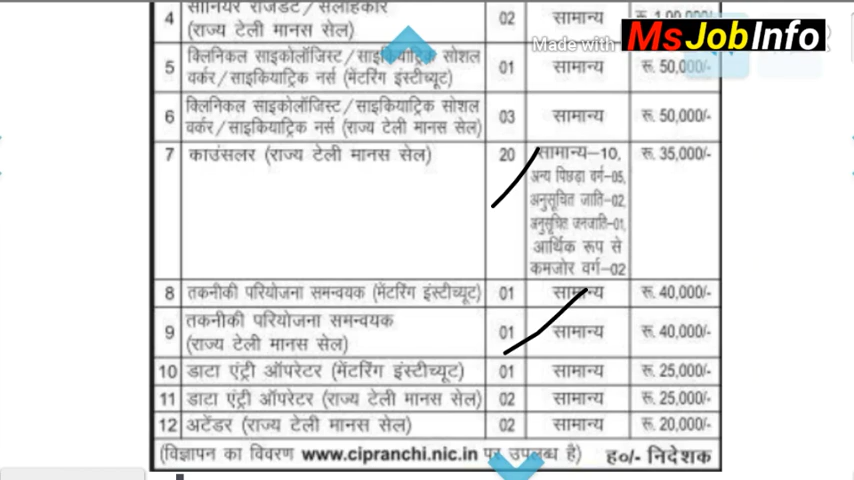 4 सीनियर रेजिडेंट/सलाहकार 02 सामान्य रू. 1,00,000/-
(राज्य टेली मानस सेल)
Made with MsJobInfo
5 क्लिनिकल साइकोलॉजिस्ट/साइकियाट्रिक सोशल 01 सामान्य रू. 50,000/-
वर्कर/साइकियाट्रिक नर्स (मेंटरिंग इंस्टीच्यूट)
6 क्लिनिकल साइकोलॉजिस्ट/साइकियाट्रिक सोशल 03 सामान्य रू. 50,000/-
वर्कर/साइकियाट्रिक नर्स (राज्य टेली मानस सेल)
7 काउंसलर (राज्य टेली मानस सेल) 20 सामान्य–10, रू. 35,000/-
अन्य पिछड़ा वर्ग–05,
अनुसूचित जाति–02,
अनुसूचित जनजाति–01,
आर्थिक रूप से
कमजोर वर्ग–02
8 तकनीकी परियोजना समन्वयक (मेंटरिंग इंस्टीच्यूट) 01 सामान्य रू. 40,000/-
9 तकनीकी परियोजना समन्वयक 01 सामान्य रू. 40,000/-
(राज्य टेली मानस सेल)
10 डाटा एंट्री ऑपरेटर (मेंटरिंग इंस्टीच्यूट) 01 सामान्य रू. 25,000/-
11 डाटा एंट्री ऑपरेटर (राज्य टेली मानस सेल) 02 सामान्य रू. 25,000/-
12 अटेंडर (राज्य टेली मानस सेल) 02 सामान्य रू. 20,000/-
(विज्ञापन का विवरण www.cipranchi.nic.in पर उपलब्ध है) ह०/- निदेशक